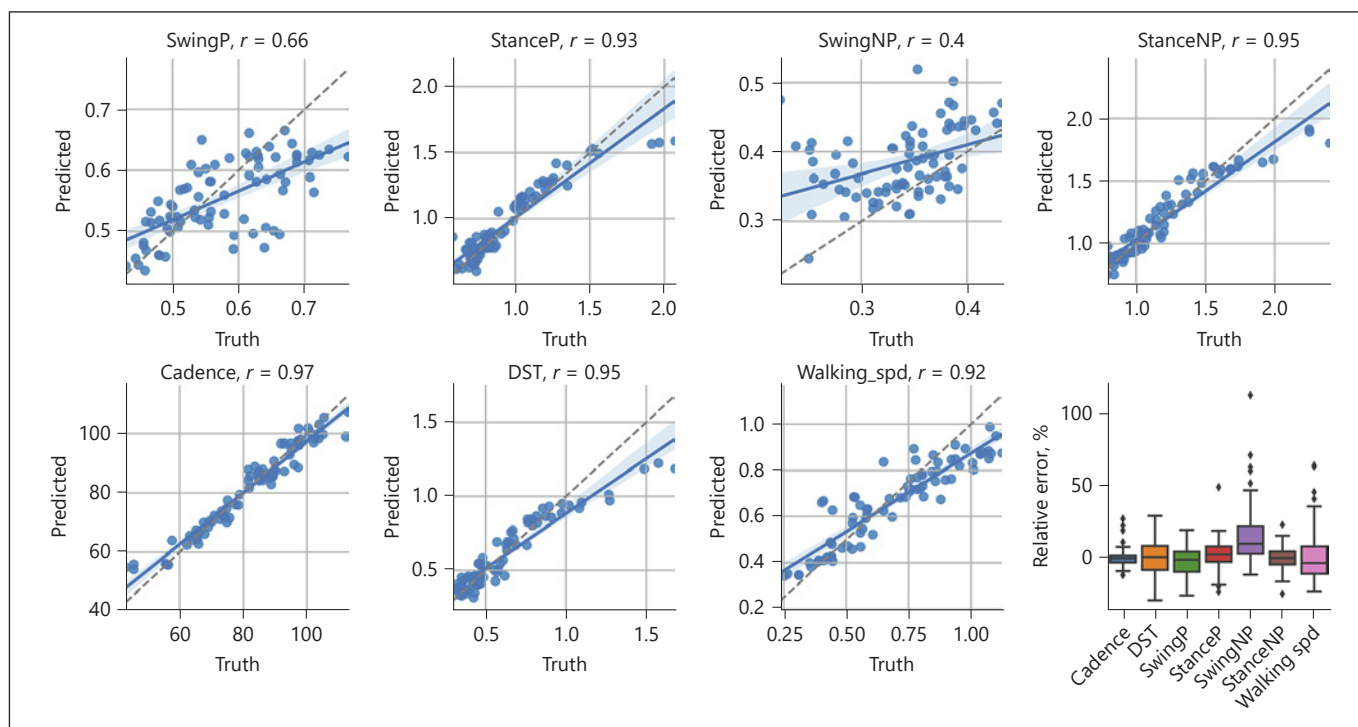 SwingP, r = 0.66
Predicted
0.7
0.6
0.5
0.5 0.6 0.7
Truth
StanceP, r = 0.93
Predicted
2.0
1.5
1.0
1.0 1.5 2.0
Truth
SwingNP, r = 0.4
Predicted
0.5
0.4
0.3
0.3 0.4
Truth
StanceNP, r = 0.95
Predicted
2.0
1.5
1.0
1.0 1.5 2.0
Truth
Cadence, r = 0.97
Predicted
100
80
60
40
60 80 100
Truth
DST, r = 0.95
Predicted
1.5
1.0
0.5
0.5 1.0 1.5
Truth
Walking_spd, r = 0.92
Predicted
1.0
0.8
0.6
0.4
0.2
0.25 0.50 0.75 1.00
Truth
Relative error, %
100
50
0
Cadence
DST
SwingP
StanceP
SwingNP
StanceNP
Walking spd